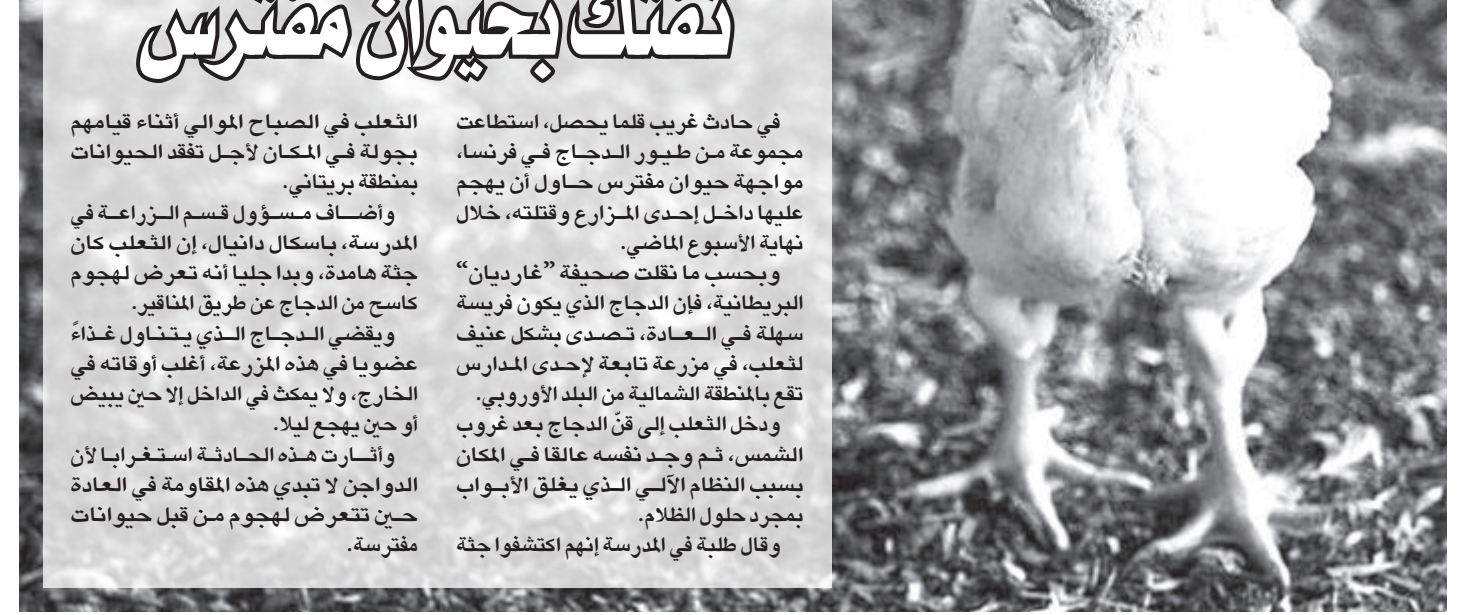 تفتك بحيوان مفترس
في حادث غريب قلما يحصل، استطاعت
مجموعة من طيور الدجاج في فرنسا،
مواجهة حيوان مفترس حاول أن يهجم
عليها داخل إحدى المزارع وقتلته، خلال
نهاية الأسبوع الماضي.
وبحسب ما نقلت صحيفة ”غارديان“
البريطانية، فإن الدجاج الذي يكون فريسة
سهلة في العادة، تصدى بشكل عنيف
لثعلب، في مزرعة تابعة لإحدى المدارس
تقع بالمنطقة الشمالية من البلد الأوروبي.
ودخل الثعلب إلى قنّ الدجاج بعد غروب
الشمس، ثم وجد نفسه عالقا في المكان
بسبب النظام الآلي الذي يغلق الأبواب
بمجرد حلول الظلام.
وقال طلبة في المدرسة إنهم اكتشفوا جثة
الثعلب في الصباح الموالي أثناء قيامهم
بجولة في المكان لأجل تفقد الحيوانات
بمنطقة بريتاني.
وأضاف مسؤول قسم الزراعة في
المدرسة، باسكال دانيال، إن الثعلب كان
جثة هامدة، وبدا جليا أنه تعرض لهجوم
كاسح من الدجاج عن طريق المناقير.
ويقضي الدجاج الذي يتناول غذاءً
عضويا في هذه المزرعة، أغلب أوقاته في
الخارج، ولا يمكث في الداخل إلا حين يبيض
أو حين يهجع ليلا.
وأثارت هذه الحادثة استغرابا لأن
الدواجن لا تبدي هذه المقاومة في العادة
حين تتعرض لهجوم من قبل حيوانات
مفترسة.